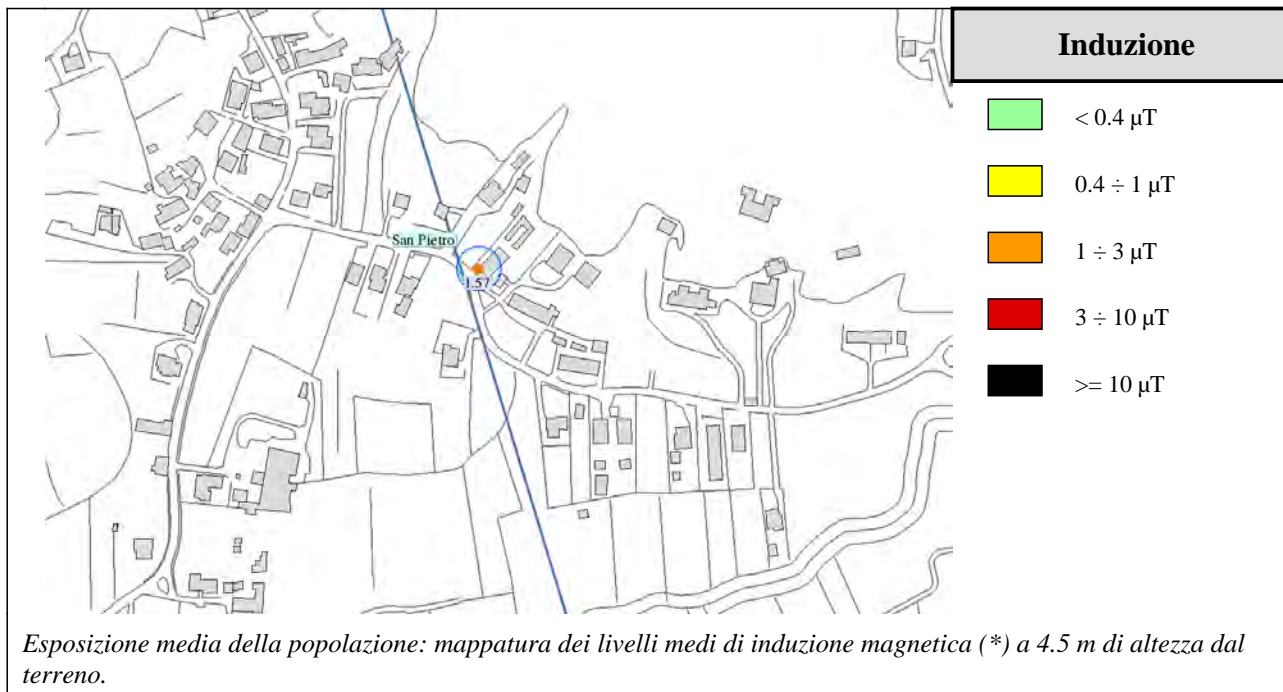 Induzione
< 0.4 µT
0.4 ÷ 1 µT
1 ÷ 3 µT
3 ÷ 10 µT
>= 10 µT
San Pietro
1.57
Esposizione media della popolazione: mappatura dei livelli medi di induzione magnetica (*) a 4.5 m di altezza dal
terreno.